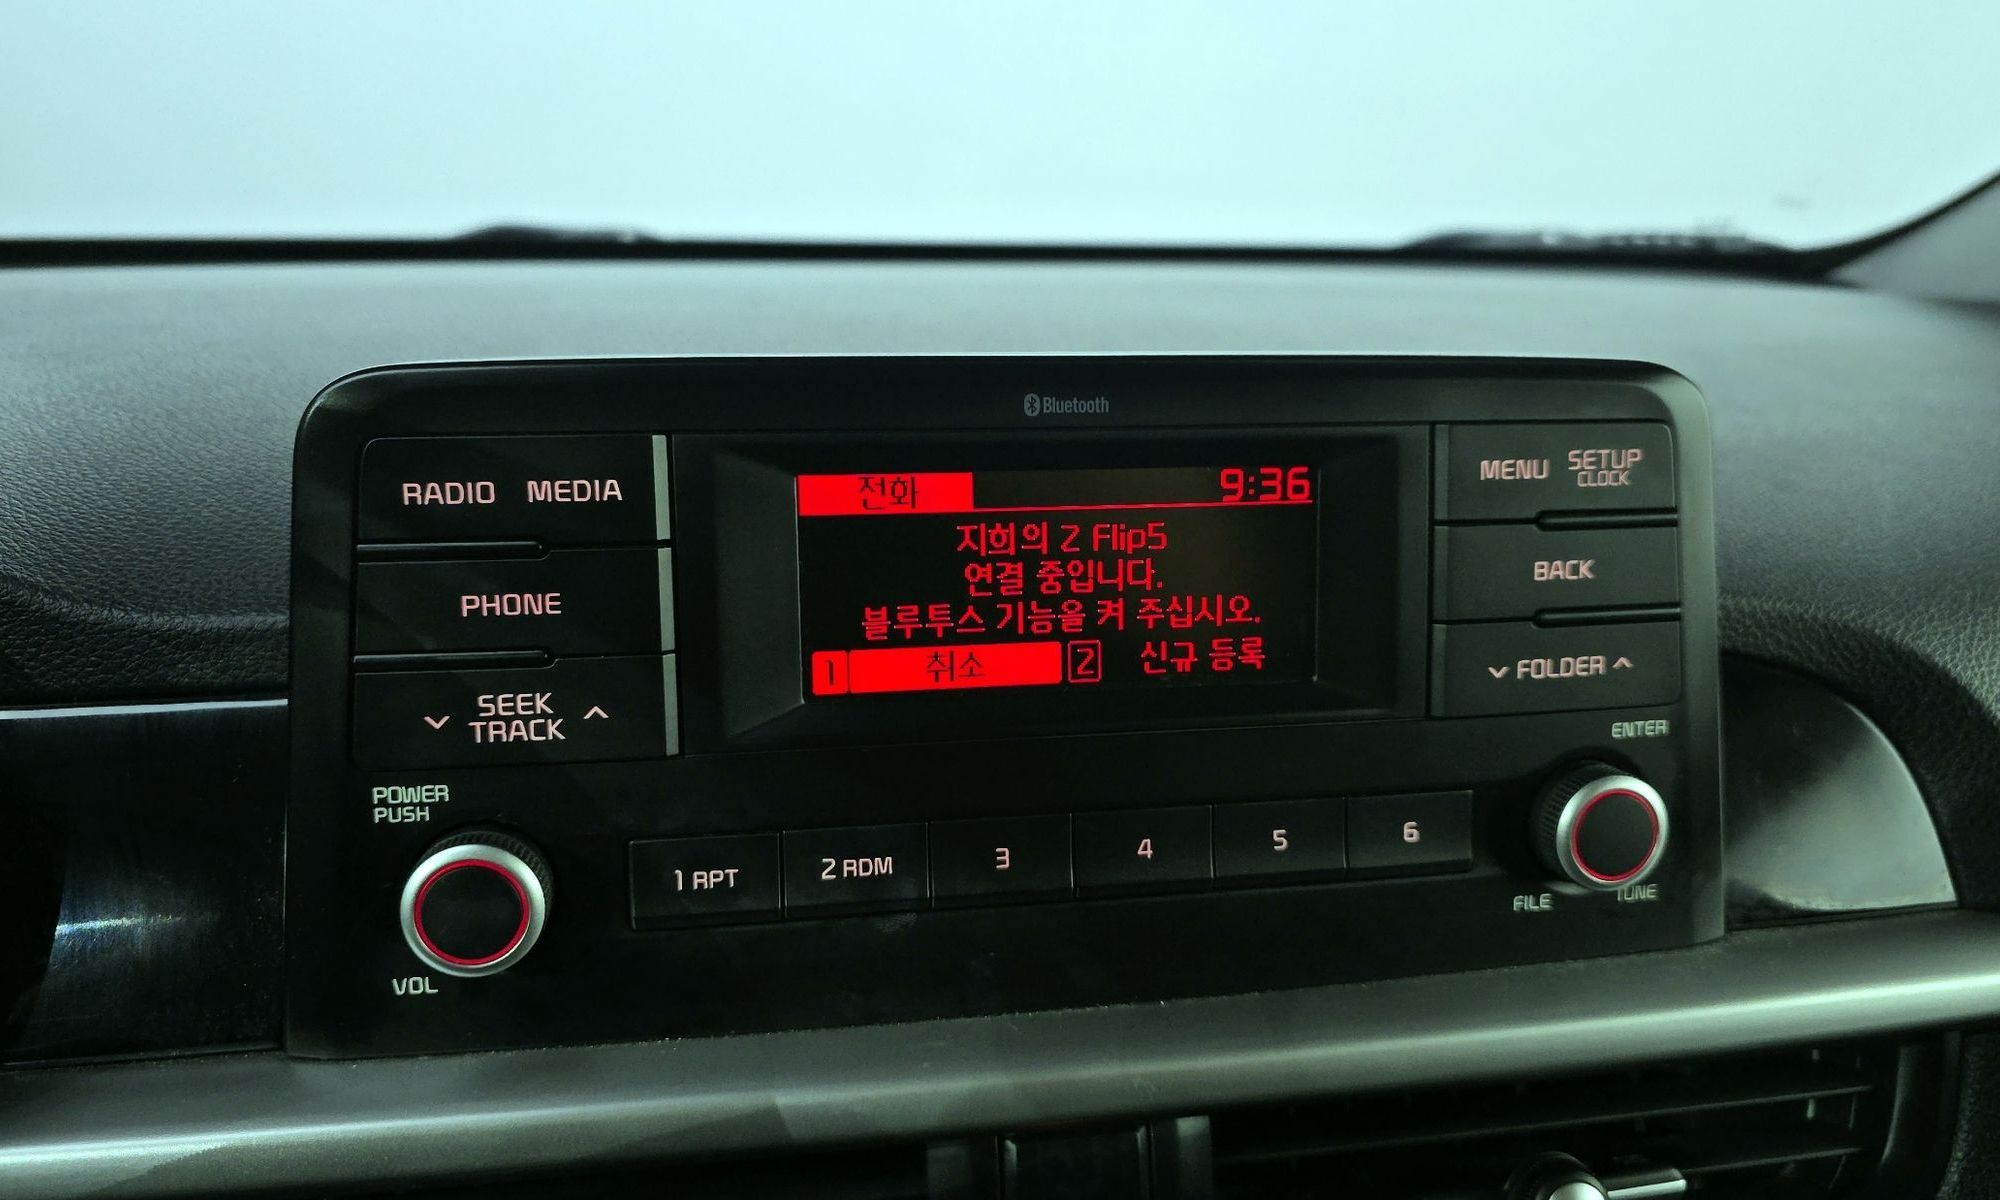 Bluetooth
RADIO MEDIA
PHONE
SEEK
TRACK
POWER
PUSH
VOL
전화 9:36
지희의 Z Flip5
연결 중입니다.
블루투스 기능을 켜 주십시오.
1 취소 2 신규 등록
1 RPT 2 RDM 3 4 5 6
MENU SETUP
CLOCK
BACK
FOLDER
ENTER
FILE TUNE